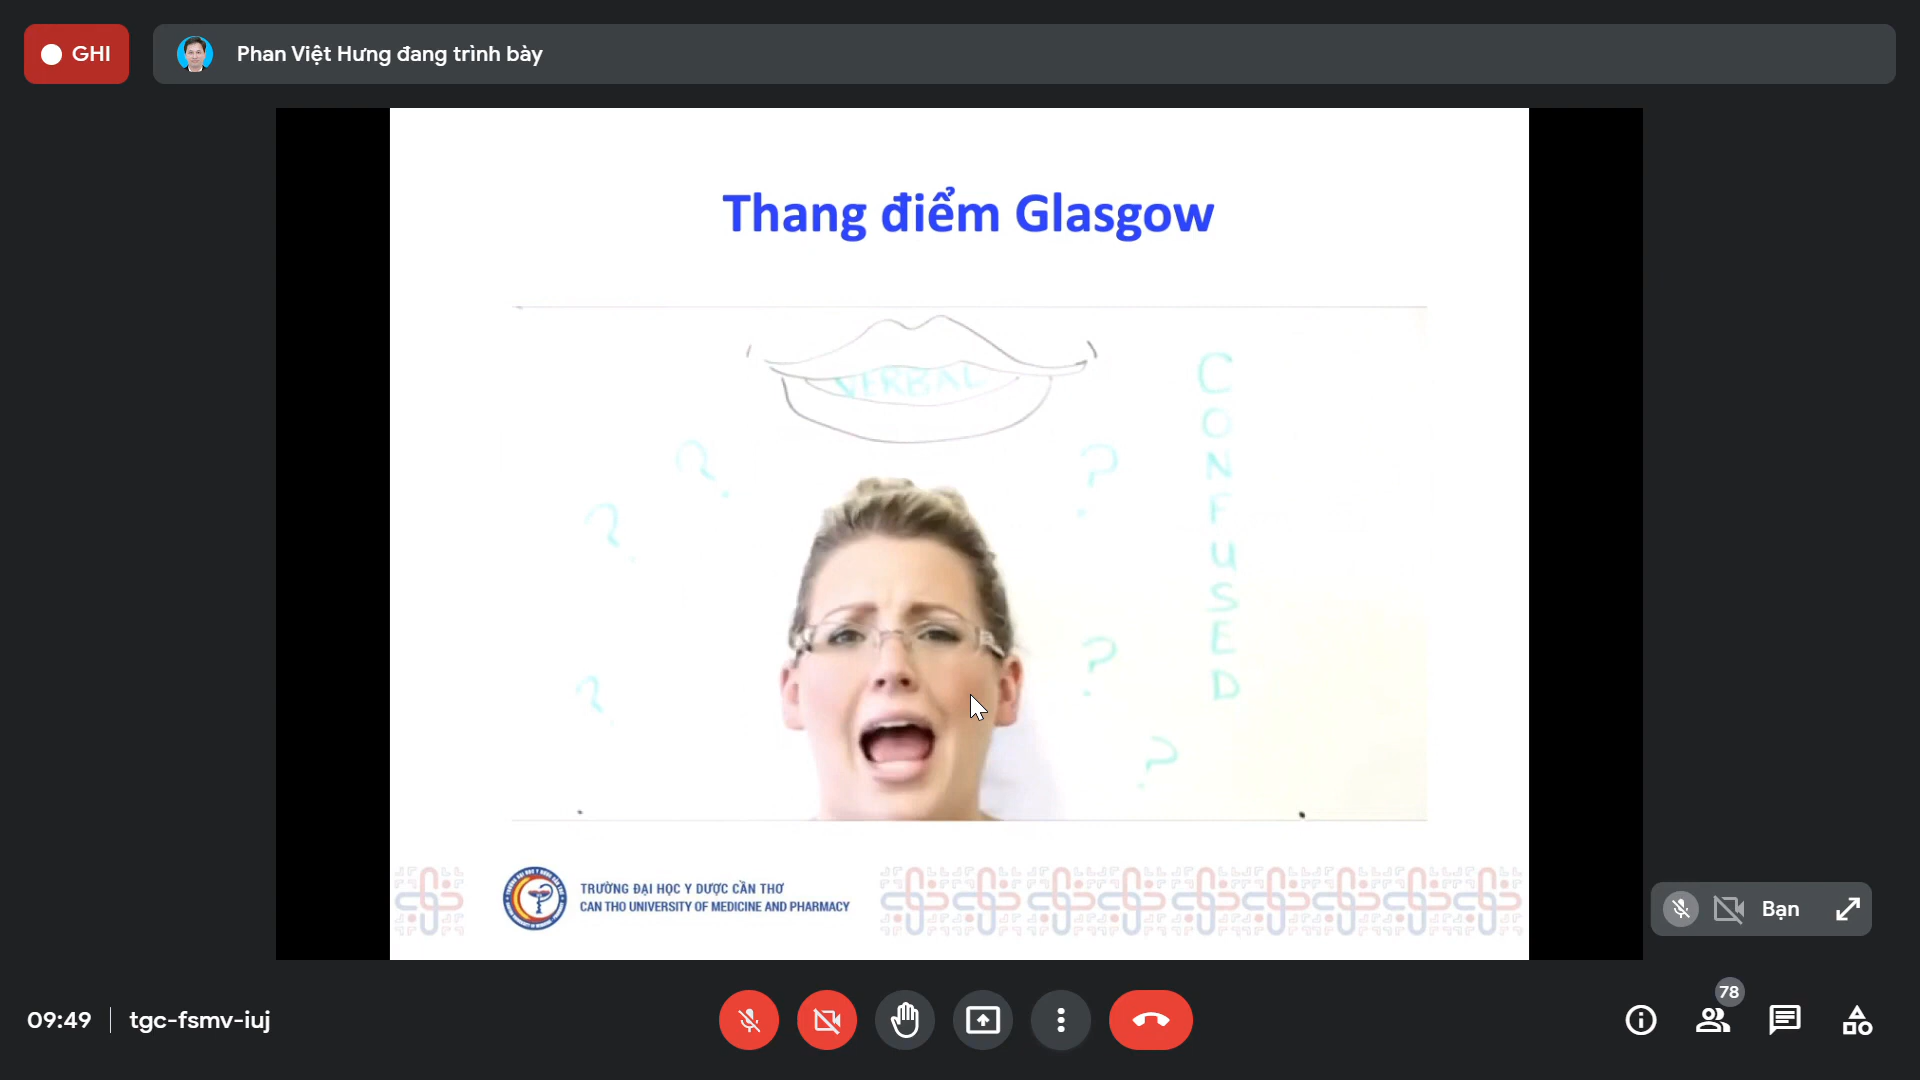 GHI
Phan Việt Hưng đang trình bày
Thang điểm Glasgow
VERBAL
CONFUSED
? ?
?
? ?
?
TRƯỜNG ĐẠI HỌC Y DƯỢC CẦN THƠ
CAN THO UNIVERSITY OF MEDICINE AND PHARMACY
Bạn
78
09:49
tgc-fsmv-iuj